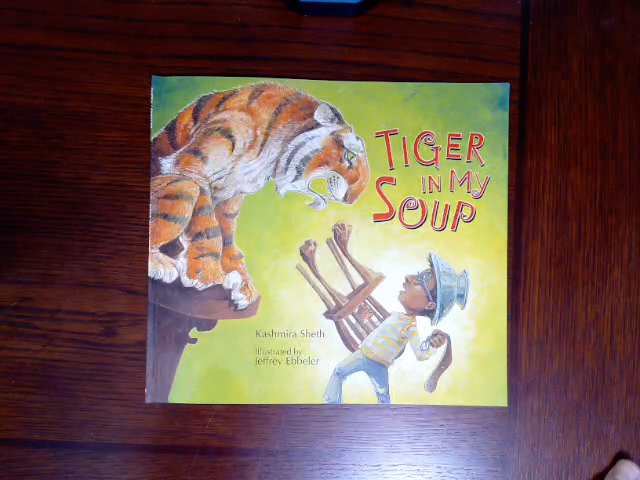 TIGER
IN MY
SOUP
Kashmira Sheth
Illustrated by
Jeffrey Ebbeler